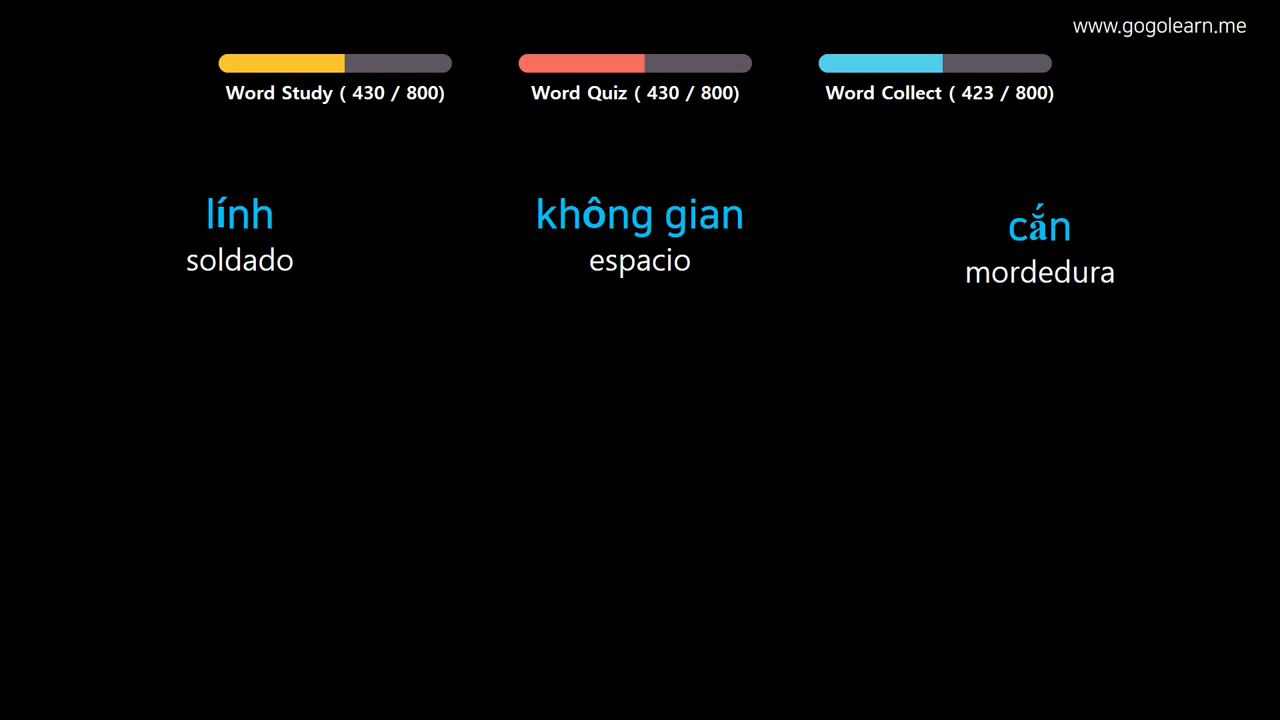 www.gogolearn.me
Word Study ( 430 / 800)
Word Quiz ( 430 / 800)
Word Collect ( 423 / 800)
lính
soldado
không gian
espacio
cắn
mordedura